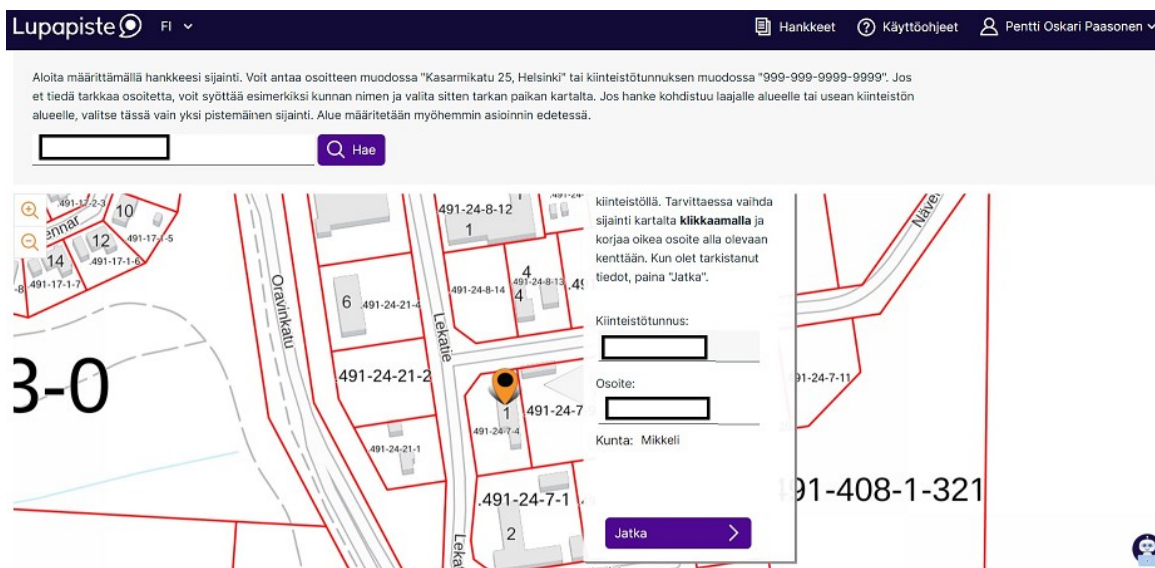 Lupapiste
FI
Hankkeet
Käyttöohjeet
Pentti Oskari Paasonen
Aloita määrittämällä hankkeesi sijainti. Voit antaa osoitteen muodossa "Kasarmikatu 25, Helsinki" tai kiinteistötunnuksen muodossa "999-999-9999-9999". Jos
et tiedä tarkkaa osoitetta, voit syöttää esimerkiksi kunnan nimen ja valita sitten tarkan paikan kartalta. Jos hanke kohdistuu laajalle alueelle tai usean kiinteistön
alueelle, valitse tässä vain yksi pistemäinen sijainti. Alue määritetään myöhemmin asioinnin edetessä.
Hae
.491-17-2-3
10
12
491-17-1-5
14
.491-17-1-6
-8
491-17-1-7
3-0
Oravinkatu
6
.491-24-21-4
.491-24-21-2
.491-24-21-1
Lekatie
491-24-8-12
1
491-24-8-14
4
491-24-8-13
4
1
491-24-7-4
.491-24-7-1
2
kiinteistöllä. Tarvittaessa vaihda
sijainti kartalta klikkaamalla ja
korjaa oikea osoite alla olevaan
kenttään. Kun olet tarkistanut
tiedot, paina "Jatka".
Kiinteistötunnus:
Osoite:
Kunta: Mikkeli
Jatka
91-24-7-11
91-408-1-321